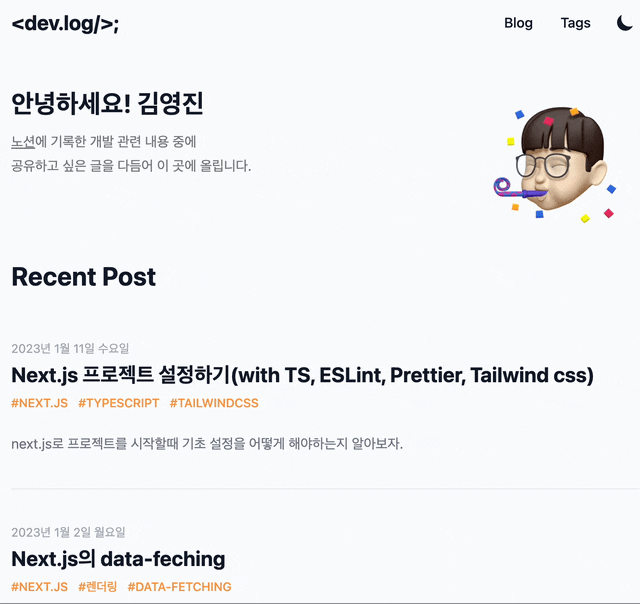 <dev.log/>;
Blog Tags
안녕하세요! 김영진
노션에 기록한 개발 관련 내용 중에
공유하고 싶은 글을 다듬어 이 곳에 올립니다.
Recent Post
2023년 1월 11일 수요일
Next.js 프로젝트 설정하기(with TS, ESLint, Prettier, Tailwind css)
#NEXT.JS #TYPESCRIPT #TAILWINDCSS
next.js로 프로젝트를 시작할때 기초 설정을 어떻게 해야하는지 알아보자.
2023년 1월 2일 월요일
Next.js의 data-feching
#NEXT.JS #렌더링 #DATA-FETCHING